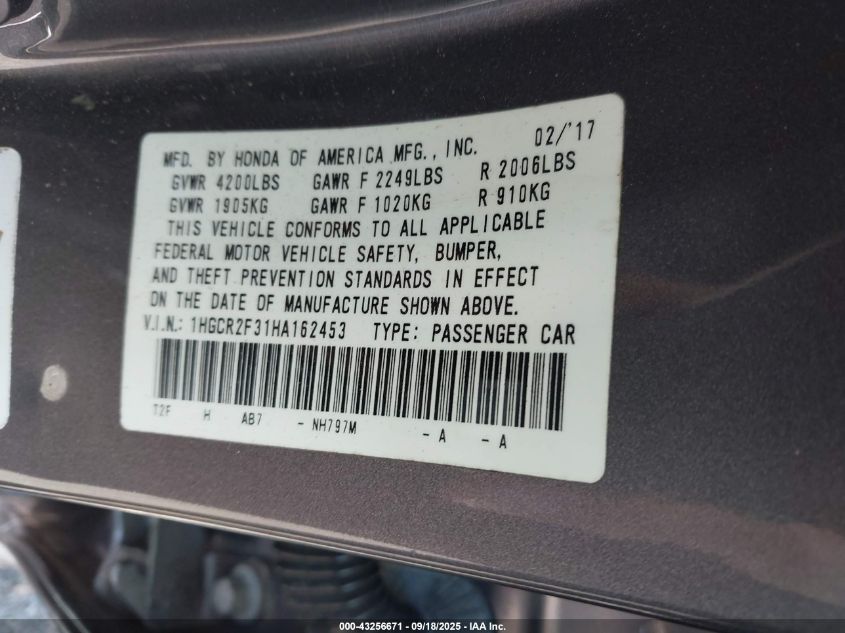 MFD. BY HONDA OF AMERICA MFG., INC. 02/'17
GVWR 4200LBS GAWR F 2249LBS R 2006LBS
GVWR 1905KG GAWR F 1020KG R 910KG
THIS VEHICLE CONFORMS TO ALL APPLICABLE
FEDERAL MOTOR VEHICLE SAFETY, BUMPER,
AND THEFT PREVENTION STANDARDS IN EFFECT
ON THE DATE OF MANUFACTURE SHOWN ABOVE.
V.I.N.: 1HGCR2F31HA162453 TYPE: PASSENGER CAR
T2F H AB7 - NH797M - A - A
000-43256671 - 09/18/2025 - IAA Inc.